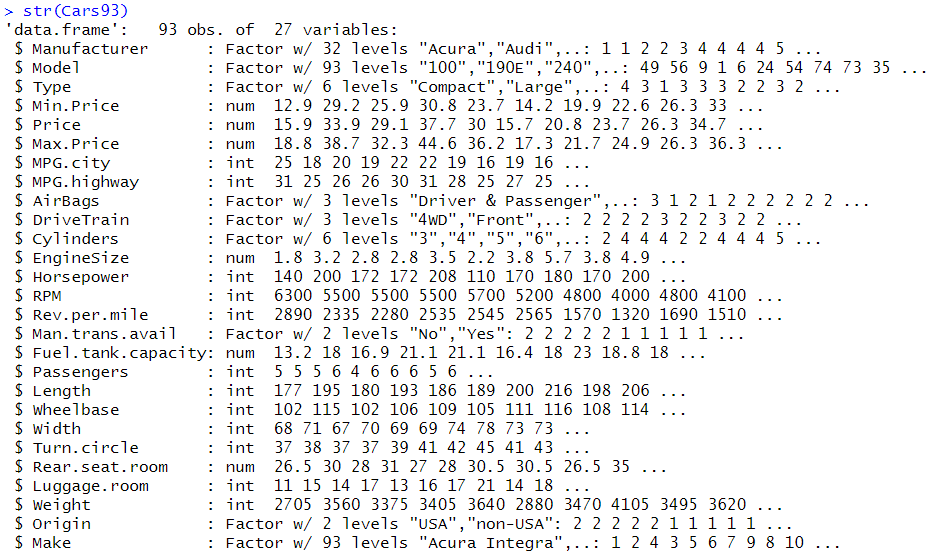 > str(Cars93)
'data.frame':   93 obs. of  27 variables:
 $ Manufacturer      : Factor w/ 32 levels "Acura","Audi",..: 1 1 2 2 3 4 4 4 4 5 ...
 $ Model             : Factor w/ 93 levels "100","190E","240",..: 49 56 9 1 6 24 54 74 73 35 ...
 $ Type              : Factor w/ 6 levels "Compact","Large",..: 4 3 1 3 3 3 2 2 3 2 ...
 $ Min.Price         : num  12.9 29.2 25.9 30.8 23.7 14.2 19.9 22.6 26.3 33 ...
 $ Price             : num  15.9 33.9 29.1 37.7 30 15.7 20.8 23.7 26.3 34.7 ...
 $ Max.Price         : num  18.8 38.7 32.3 44.6 36.2 17.3 21.7 24.9 26.3 36.3 ...
 $ MPG.city          : int  25 18 20 19 22 22 19 16 19 16 ...
 $ MPG.highway       : int  31 25 26 26 30 31 28 25 27 25 ...
 $ AirBags           : Factor w/ 3 levels "Driver & Passenger",..: 3 1 2 1 2 2 2 2 2 2 ...
 $ DriveTrain        : Factor w/ 3 levels "4WD","Front",..: 2 2 2 2 3 2 2 3 2 2 ...
 $ Cylinders         : Factor w/ 6 levels "3","4","5","6",..: 2 4 4 4 2 2 4 4 4 5 ...
 $ EngineSize        : num  1.8 3.2 2.8 2.8 3.5 2.2 3.8 5.7 3.8 4.9 ...
 $ Horsepower        : int  140 200 172 172 208 110 170 180 170 200 ...
 $ RPM               : int  6300 5500 5500 5500 5700 5200 4800 4000 4800 4100 ...
 $ Rev.per.mile      : int  2890 2335 2280 2535 2545 2565 1570 1320 1690 1510 ...
 $ Man.trans.avail   : Factor w/ 2 levels "No","Yes": 2 2 2 2 2 1 1 1 1 1 ...
 $ Fuel.tank.capacity: num  13.2 18 16.9 21.1 21.1 16.4 18 23 18.8 18 ...
 $ Passengers        : int  5 5 5 6 4 6 6 6 5 6 ...
 $ Length            : int  177 195 180 193 186 189 200 216 198 206 ...
 $ Wheelbase         : int  102 115 102 106 109 105 111 116 108 114 ...
 $ Width             : int  68 71 67 70 69 69 74 78 73 73 ...
 $ Turn.circle       : int  37 38 37 37 39 41 42 45 41 43 ...
 $ Rear.seat.room    : num  26.5 30 28 31 27 28 30.5 30.5 26.5 35 ...
 $ Luggage.room      : int  11 15 14 17 13 16 17 21 14 18 ...
 $ Weight            : int  2705 3560 3375 3405 3640 2880 3470 4105 3495 3620 ...
 $ Origin            : Factor w/ 2 levels "USA","non-USA": 2 2 2 2 2 1 1 1 1 1 ...
 $ Make              : Factor w/ 93 levels "Acura Integra",..: 1 2 4 3 5 6 7 9 8 10 ...